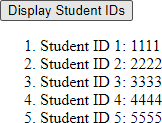 Display Student IDs
1. Student ID 1: 1111
2. Student ID 2: 2222
3. Student ID 3: 3333
4. Student ID 4: 4444
5. Student ID 5: 5555